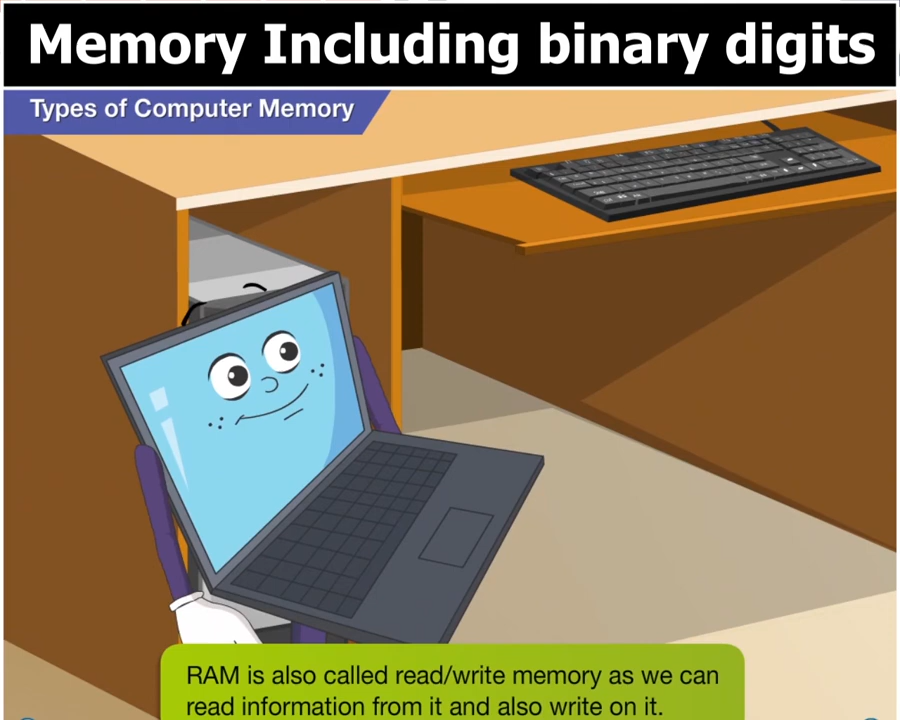 Memory Including binary digits
Types of Computer Memory
RAM is also called read/write memory as we can
read information from it and also write on it.